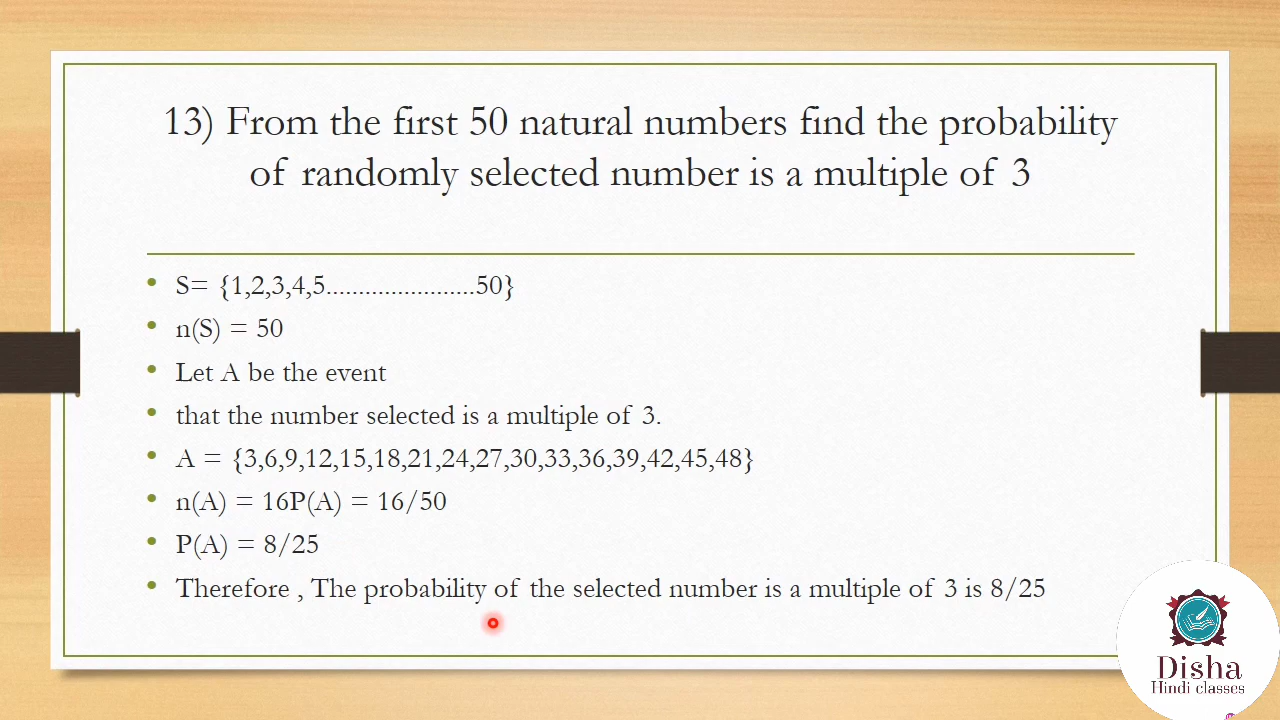 13) From the first 50 natural numbers find the probability
of randomly selected number is a multiple of 3
• S= {1,2,3,4,5.......................50}
• n(S) = 50
• Let A be the event
• that the number selected is a multiple of 3.
• A = {3,6,9,12,15,18,21,24,27,30,33,36,39,42,45,48}
• n(A) = 16P(A) = 16/50
• P(A) = 8/25
• Therefore , The probability of the selected number is a multiple of 3 is 8/25
Disha
Hindi classes